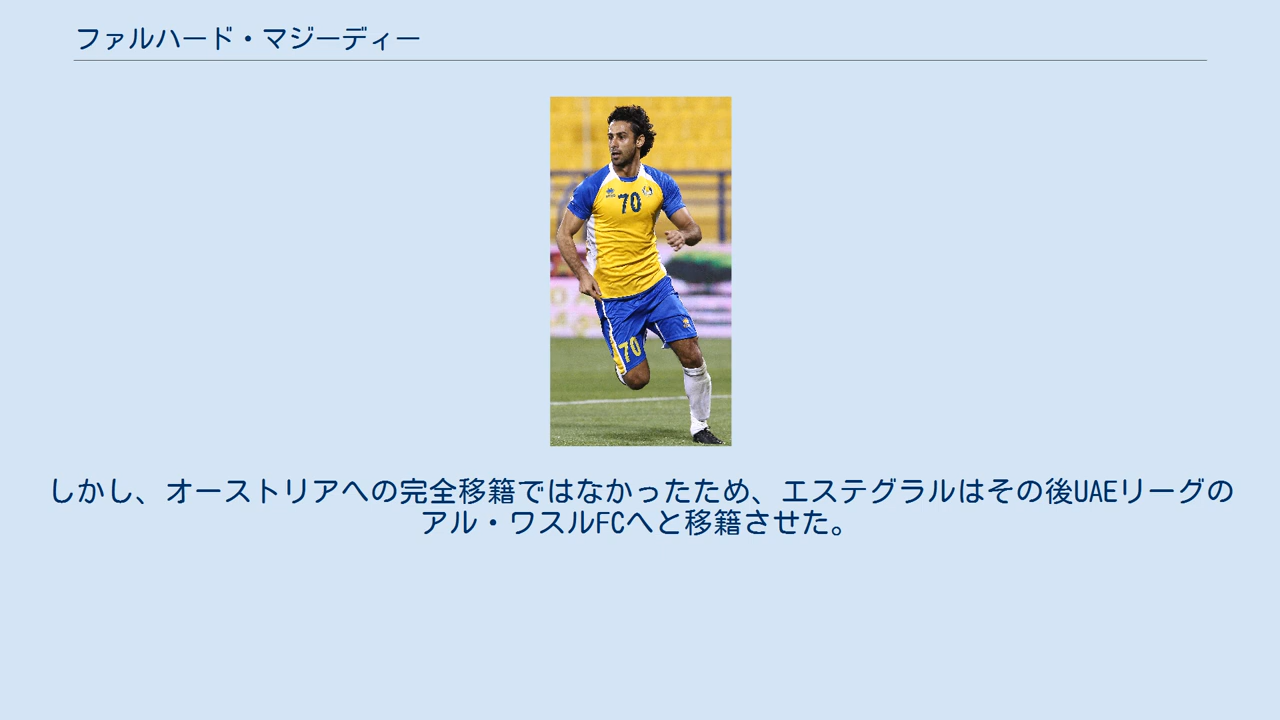 ファルハード・マジーディー
70
70
しかし、オーストリアへの完全移籍ではなかったため、エステグラルはその後UAEリーグの
アル・ワスルFCへと移籍させた。